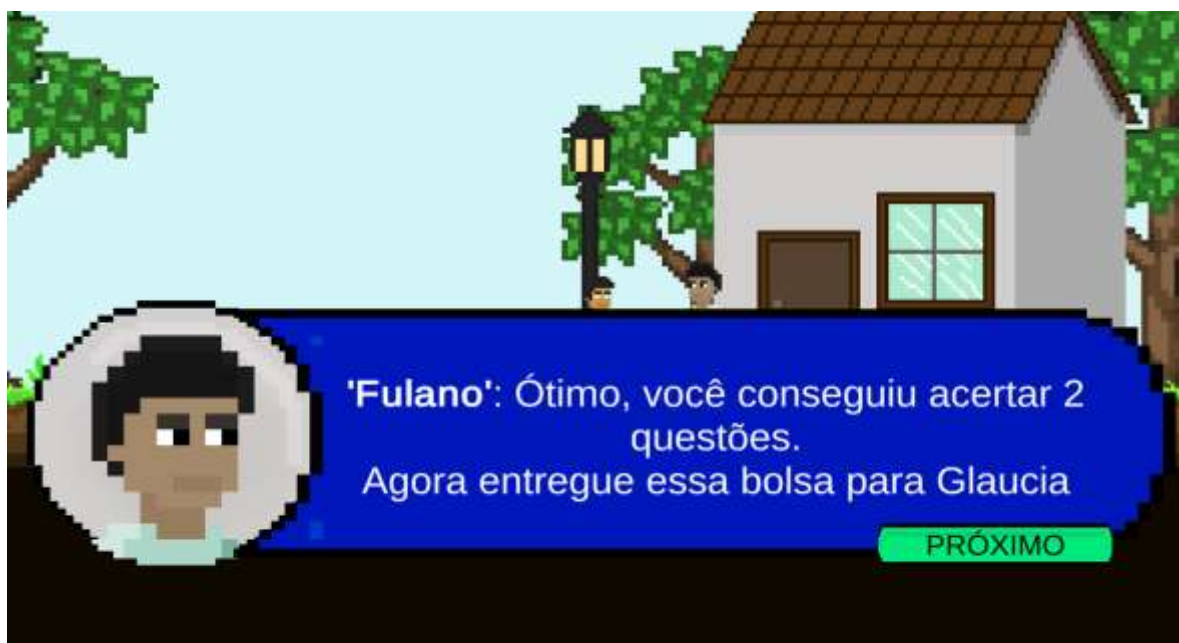 'Fulano': Ótimo, você conseguiu acertar 2
questões.
Agora entregue essa bolsa para Glaucia
PRÓXIMO